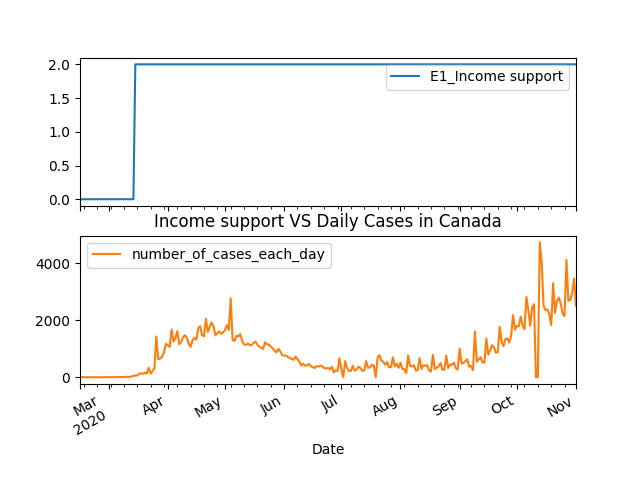 2.0
1.5
1.0
0.5
0.0
E1_Income support
Income support VS Daily Cases in Canada
4000
2000
0
number_of_cases_each_day
Mar
2020
Apr
May
Jun
Jul
Aug
Sep
Oct
Nov
Date